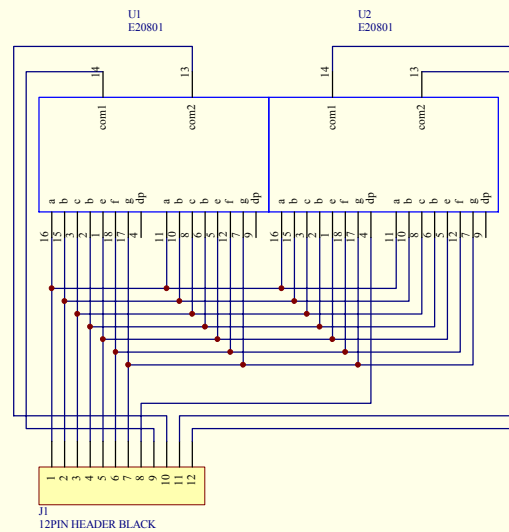 U1
E20801
U2
E20801
14
13
14
13
com1
com2
com1
com2
a b c b e f g dp a b b c b e f g dp
a b c b e f g dp a b c b e f g dp
16 15 3 2 1 18 17 4 11 10 8 6 5 12 7 9
16 15 3 2 1 18 17 4 11 10 8 6 5 12 7 9
1 2 3 4 5 6 7 8 9 10 11 12
J1
12PIN HEADER BLACK